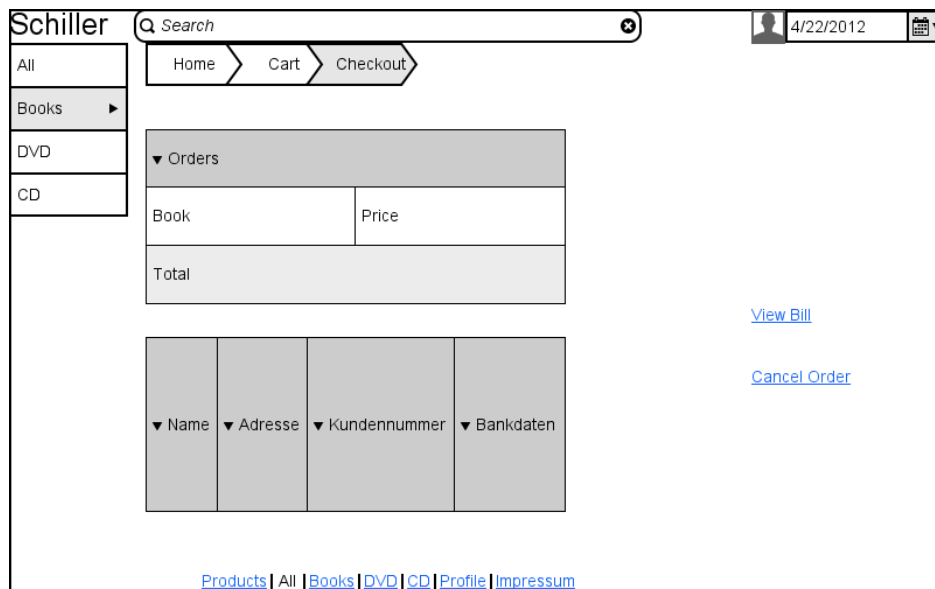 Schiller Search 4/22/2012
All
Books
DVD
CD
Home Cart Checkout
Orders
Book Price
Total
View Bill
Cancel Order
Name Adresse Kundennummer Bankdaten
Products | All | Books | DVD | CD | Profile | Impressum